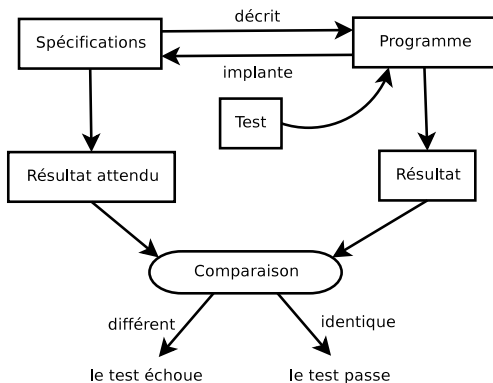 décrit
Spécifications
Programme
implante
Test
Résultat attendu
Résultat
Comparaison
différent
identique
le test échoue
le test passe